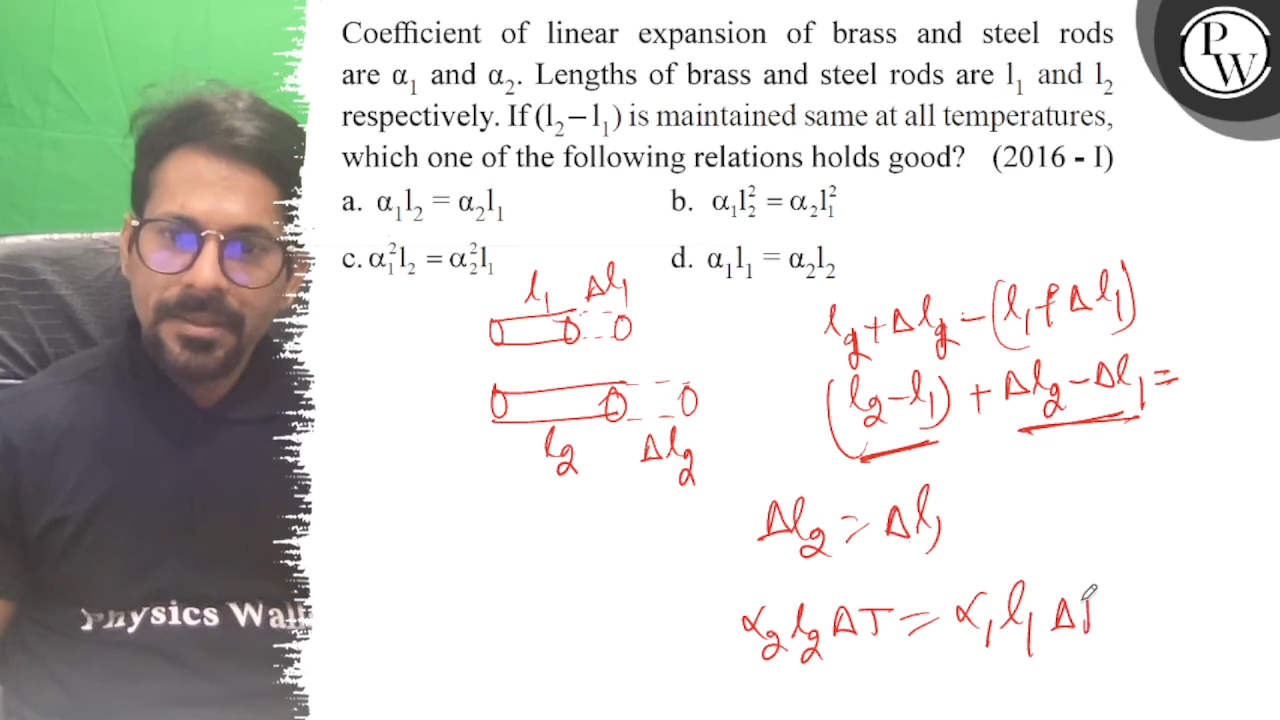 Coefficient of linear expansion of brass and steel rods
are α₁ and α₂. Lengths of brass and steel rods are l₁ and l₂
respectively. If (l₂−l₁) is maintained same at all temperatures,
which one of the following relations holds good? (2016 - I)
a. α₁l₂ = α₂l₁
b. α₁l₂² = α₂l₁²
c. α₁²l₂ = α₂²l₁
d. α₁l₁ = α₂l₂
l₁ Δl₁
l₂ Δl₂
l₂+Δl₂−(l₁+Δl₁)
(l₂−l₁)+Δl₂−Δl₁=
Δl₂=Δl₁
α₂l₂ΔT=α₁l₁ΔT
PW
Physics Wall